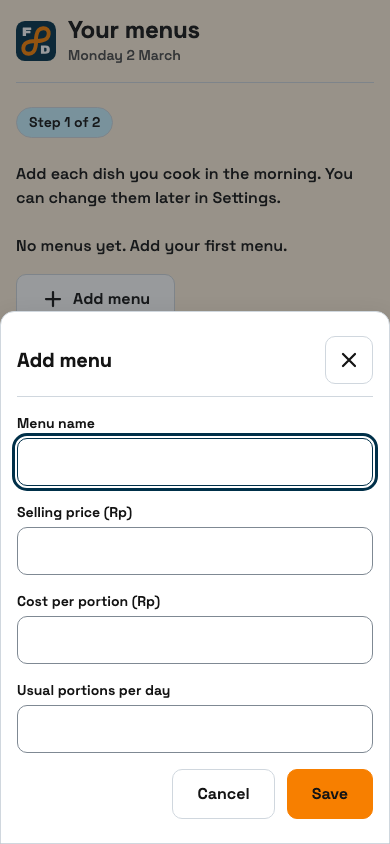 F
D
Your menus
Monday 2 March
Step 1 of 2
Add each dish you cook in the morning. You
can change them later in Settings.
No menus yet. Add your first menu.
Add menu
Add menu
Menu name
Selling price (Rp)
Cost per portion (Rp)
Usual portions per day
Cancel
Save